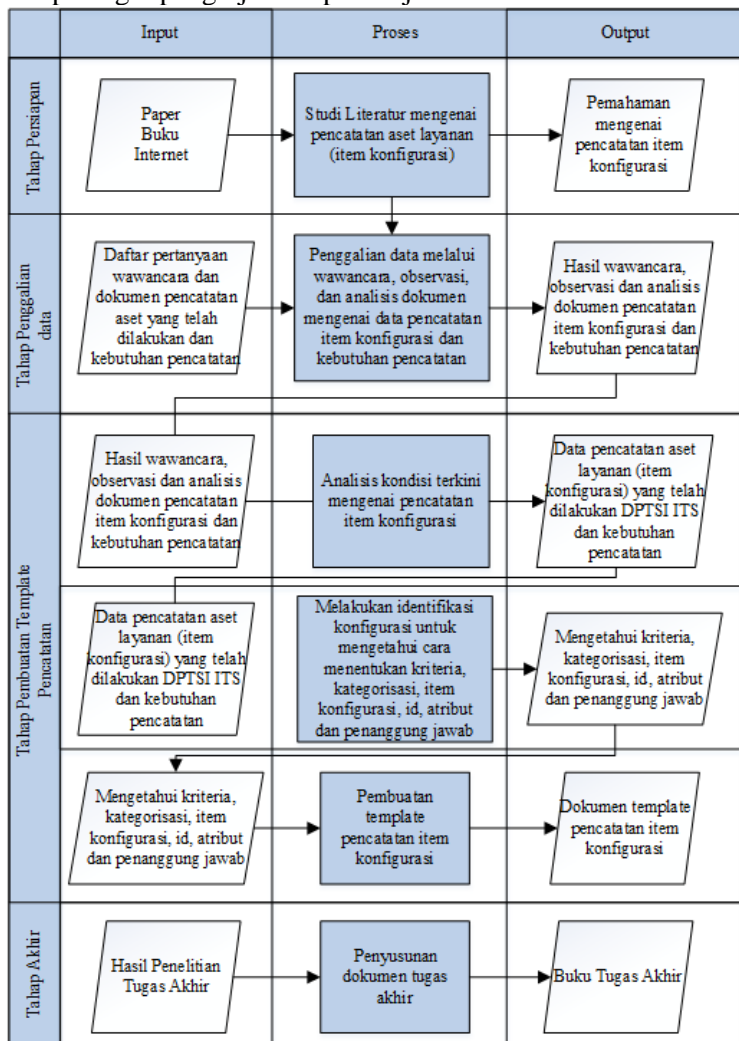 Input
Proses
Output
Tahap Persiapan
Paper
Buku
Internet
Studi Literatur mengenai
pencatatan aset layanan
(item konfigurasi)
Pemahaman
mengenai
pencatatan item
konfigurasi
Tahap Penggalian
data
Daftar pertanyaan
wawancara dan
dokumen pencatatan
aset yang telah
dilakukan dan
kebutuhan pencatatan
Penggalian data melalui
wawancara, observasi,
dan analisis dokumen
mengenai data pencatatan
item konfigurasi dan
kebutuhan pencatatan
Hasil wawancara,
observasi dan analisis
dokumen pencatatan
item konfigurasi dan
kebutuhan pencatatan
Tahap Pembuatan Template
Pencatatan
Hasil wawancara,
observasi dan analisis
dokumen pencatatan
item konfigurasi dan
kebutuhan pencatatan
Analisis kondisi terkini
mengenai pencatatan
item konfigurasi
Data pencatatan aset
layanan (item
konfigurasi) yang telah
dilakukan DPTSI ITS
dan kebutuhan
pencatatan
Data pencatatan aset
layanan (item
konfigurasi) yang telah
dilakukan DPTSI ITS
dan kebutuhan
pencatatan
Melakukan identifikasi
konfigurasi untuk
mengetahui cara
menentukan kriteria,
kategorisasi, item
konfigurasi, id, atribut
dan penanggung jawab
Mengetahui kriteria,
kategorisasi, item
konfigurasi, id, atribut
dan penanggung jawab
Mengetahui kriteria,
kategorisasi, item
konfigurasi, id, atribut
dan penanggung jawab
Pembuatan
template
pencatatan item
konfigurasi
Dokumen template
pencatatan item
konfigurasi
Tahap Akhir
Hasil Penelitian
Tugas Akhir
Penyusunan
dokumen tugas
akhir
Buku Tugas Akhir